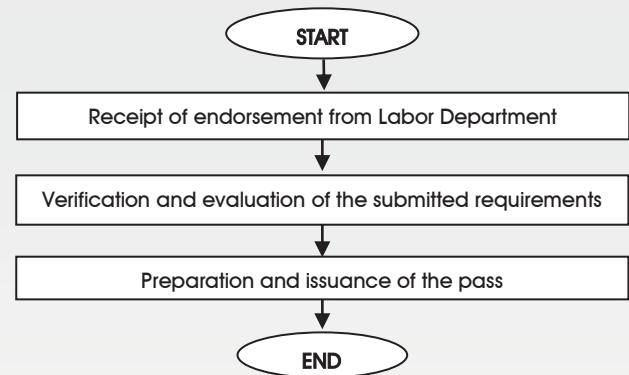 START
Receipt of endorsement from Labor Department
Verification and evaluation of the submitted requirements
Preparation and issuance of the pass
END